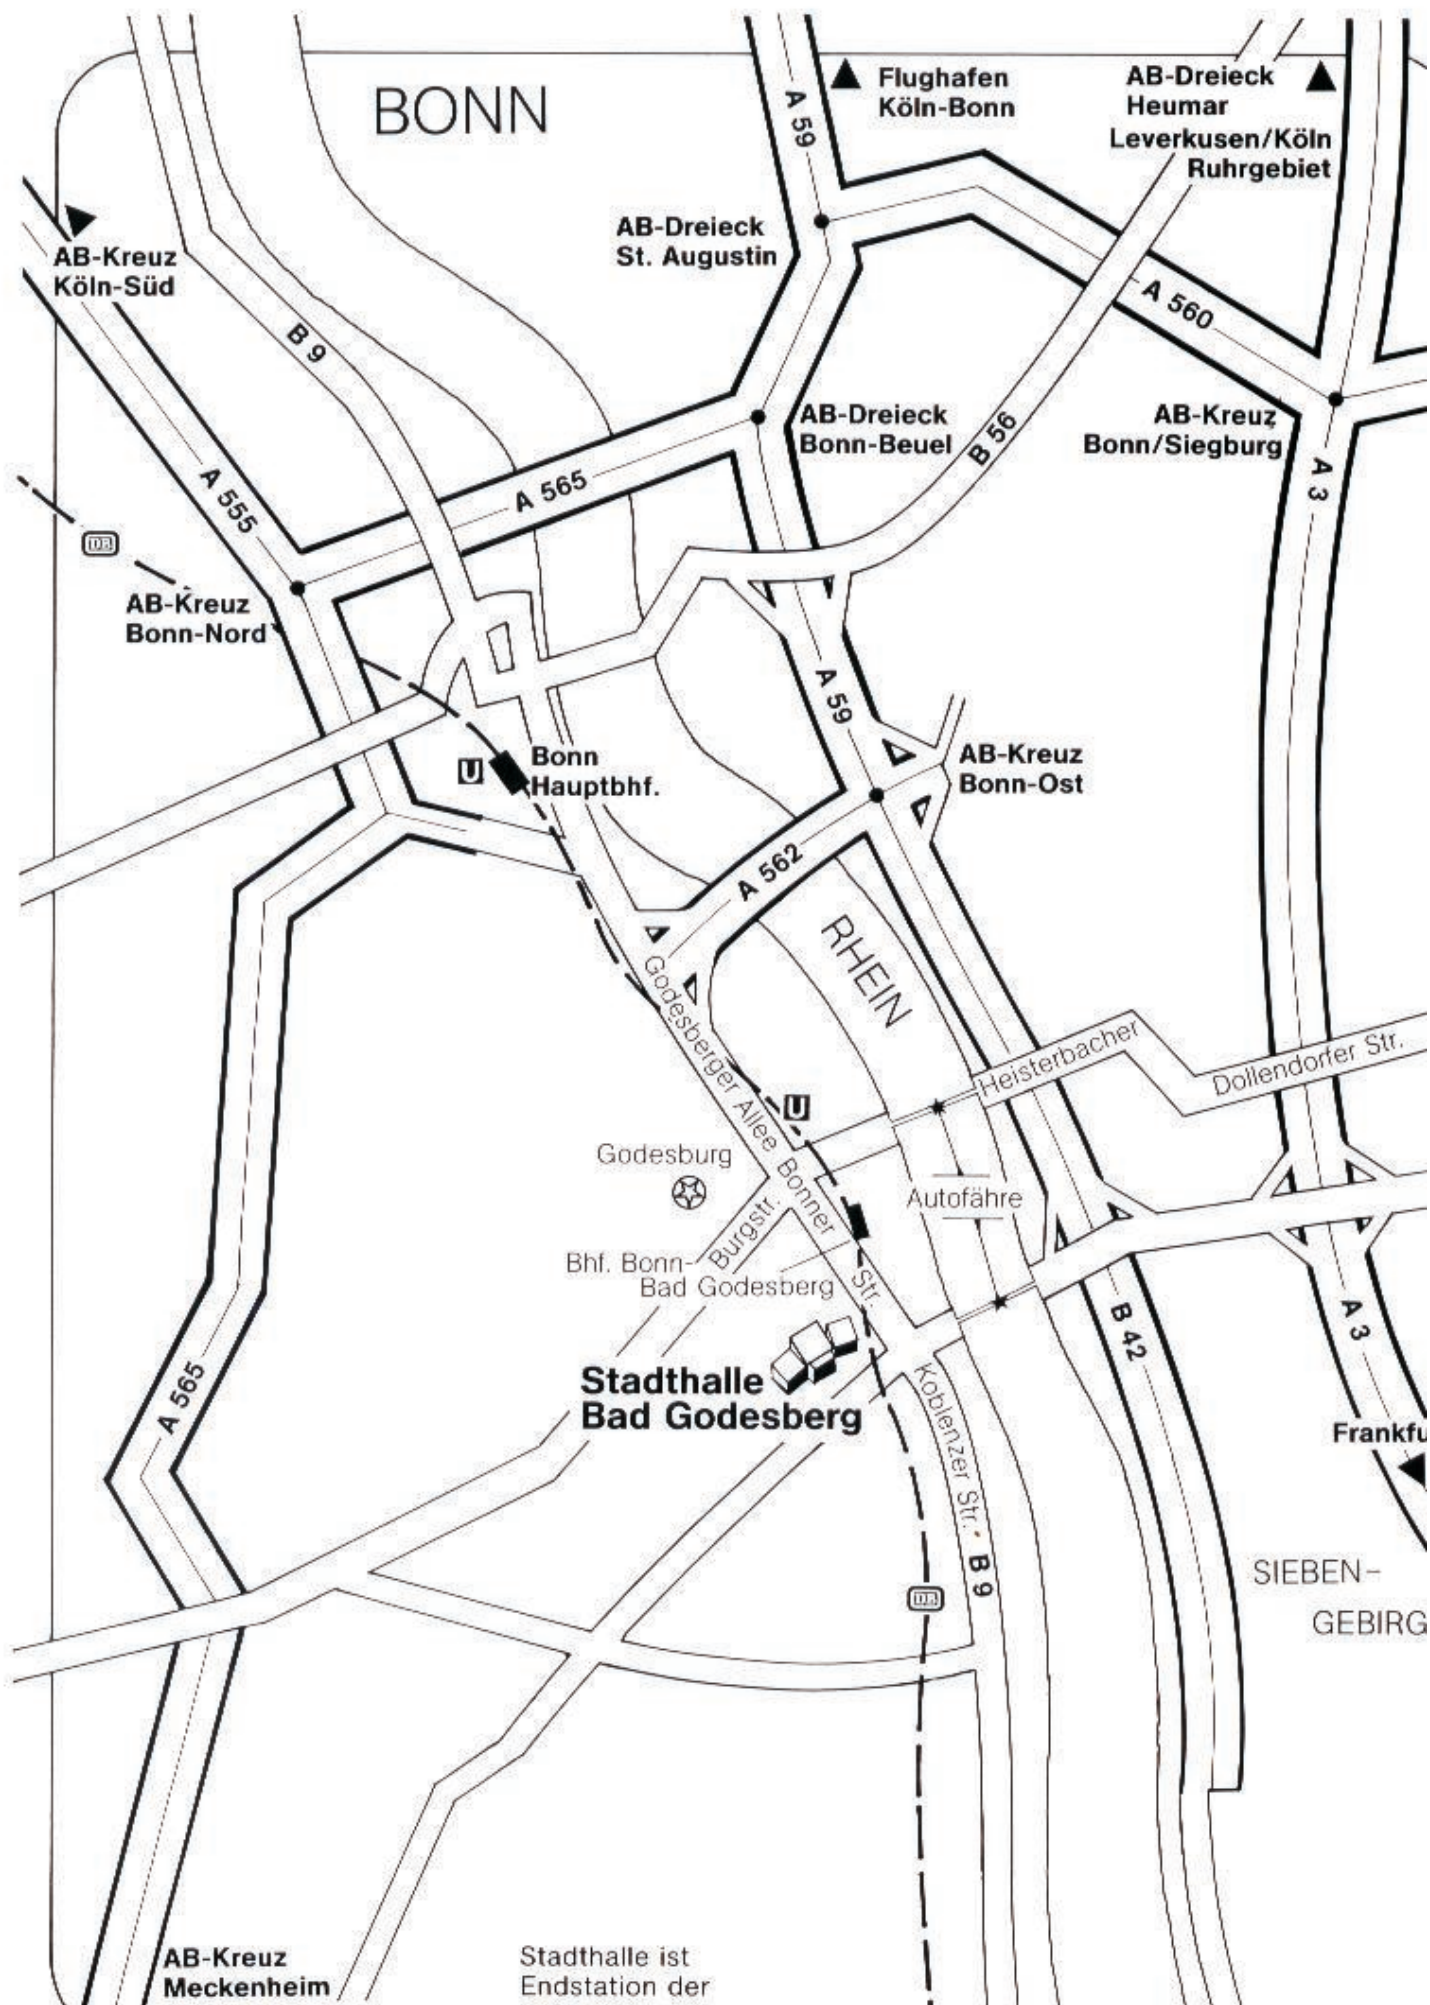 BONN
A 59
Flughafen
Köln-Bonn
AB-Dreieck
Heumar
Leverkusen/Köln
Ruhrgebiet
AB-Kreuz
Köln-Süd
AB-Dreieck
St. Augustin
A 560
B 9
AB-Dreieck
Bonn-Beuel
B 56
AB-Kreuz
Bonn/Siegburg
A 3
A 555
A 565
DB
AB-Kreuz
Bonn-Nord
A 59
U
Bonn
Hauptbhf.
AB-Kreuz
Bonn-Ost
A 562
RHEIN
Godesberger Allee
Heisterbacher
Dollendorfer Str.
U
Godesburg
Bonner
Str.
Burgstr.
Autofähre
Bhf. Bonn-
Bad Godesberg
B 42
A 3
A 565
Stadthalle
Bad Godesberg
Koblenzer Str. · B 9
Frankfu
DB
SIEBEN-
GEBIRG
AB-Kreuz
Meckenheim
Stadthalle ist
Endstation der